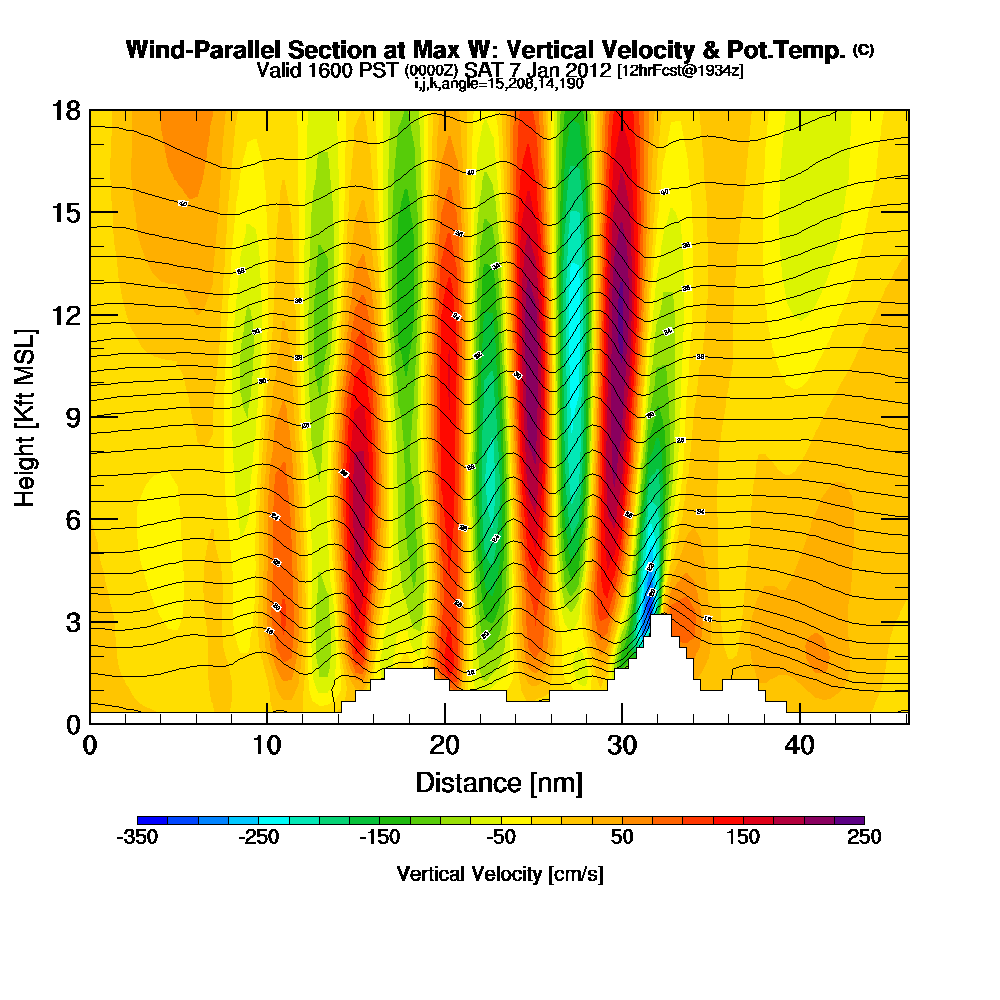 Wind-Parallel Section at Max W: Vertical Velocity & Pot.Temp. (C)
Valid 1600 PST (0000Z) SAT 7 Jan 2012 [12hrFcst@1934z]
i,j,k,angle=15,208,14,190
18
15
12
9
6
3
0
Height [Kft MSL]
0 10 20 30 40
Distance [nm]
-350 -250 -150 -50 50 150 250
Vertical Velocity [cm/s]